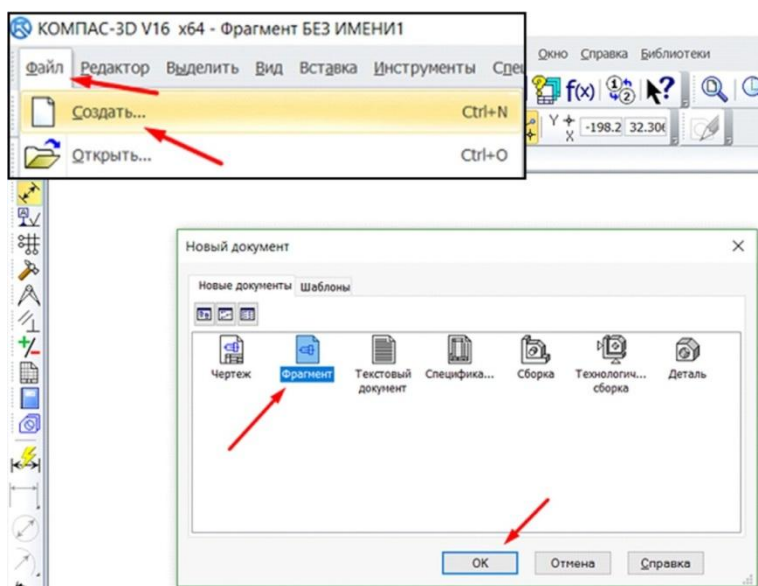 КОМПАС-3D V16 x64 - Фрагмент БЕЗ ИМЕНИ1
Файл Редактор Выделить Вид Вставка Инструменты Спец
Окно Справка Библиотеки
Создать... Ctrl+N
f(x)
Y X -198.2 32.306
Открыть... Ctrl+O
Новый документ
Новые документы Шаблоны
Чертеж Фрагмент Текстовый документ Специфика... Сборка Технологич... сборка Деталь
OK Отмена Справка